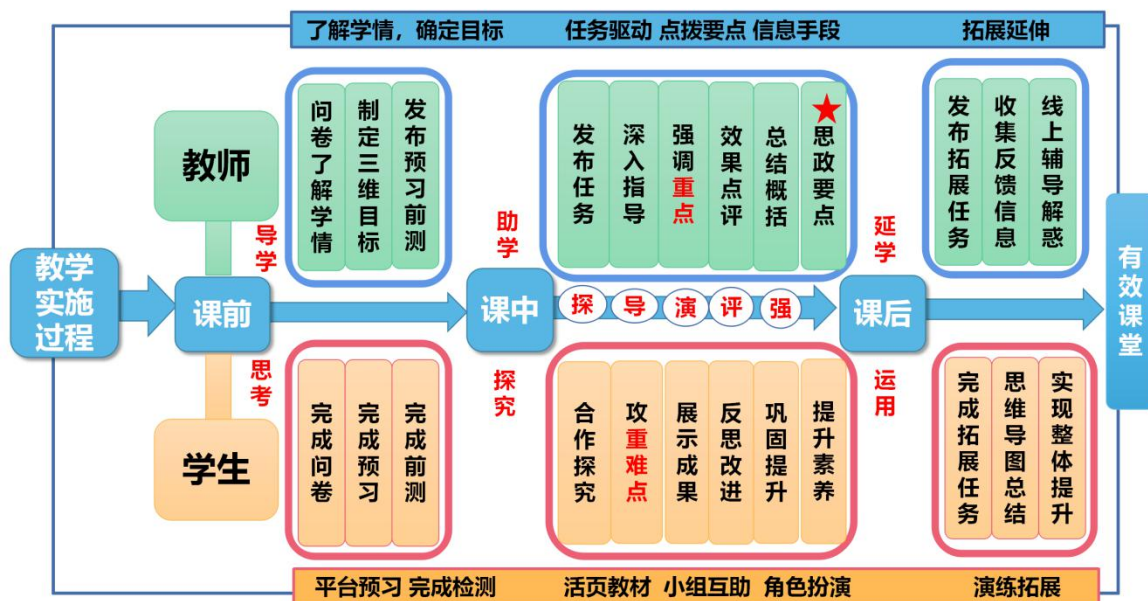 了解学情，确定目标
任务驱动 点拨要点 信息手段
拓展延伸
教师
问卷了解学情
制定三维目标
发布预习前测
发布任务
深入指导
强调重点
效果点评
总结概括
思政要点
发布拓展任务
收集反馈信息
线上辅导解惑
导学
助学
延学
教学
实施
过程
课前
课中
探
导
演
评
强
课后
有效课堂
思考
探究
运用
学生
完成问卷
完成预习
完成前测
合作探究
攻重难点
展示成果
反思改进
巩固提升
提升素养
完成拓展任务
思维导图总结
实现整体提升
平台预习 完成检测
活页教材 小组互助 角色扮演
演练拓展